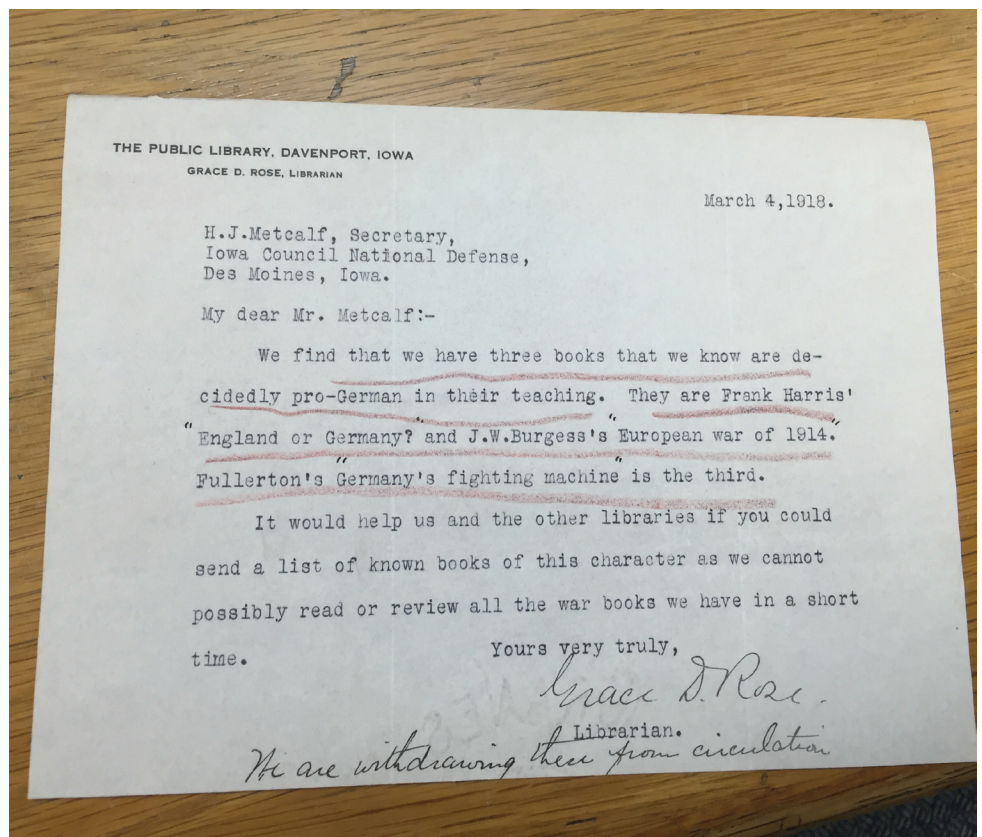 THE PUBLIC LIBRARY, DAVENPORT, IOWA
GRACE D. ROSE, LIBRARIAN
March 4,1918.
H.J.Metcalf, Secretary,
Iowa Council National Defense,
Des Moines, Iowa.
My dear Mr. Metcalf:-
We find that we have three books that we know are de-
cidedly pro-German in their teaching. They are Frank Harris'
"England or Germany?" and J.W.Burgess's "European war of 1914."
Fullerton's "Germany's fighting machine" is the third.
It would help us and the other libraries if you could
send a list of known books of this character as we cannot
possibly read or review all the war books we have in a short
time.
Yours very truly,
Grace D. Rose.
Librarian.
We are withdrawing these from circulation